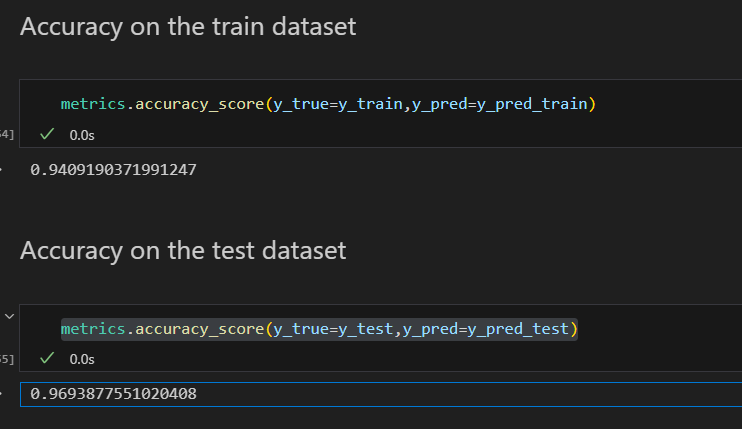 Accuracy on the train dataset
metrics.accuracy_score(y_true=y_train,y_pred=y_pred_train)
4]
0.0s
0.9409190371991247
Accuracy on the test dataset
metrics.accuracy_score(y_true=y_test,y_pred=y_pred_test)
5]
0.0s
0.9693877551020408